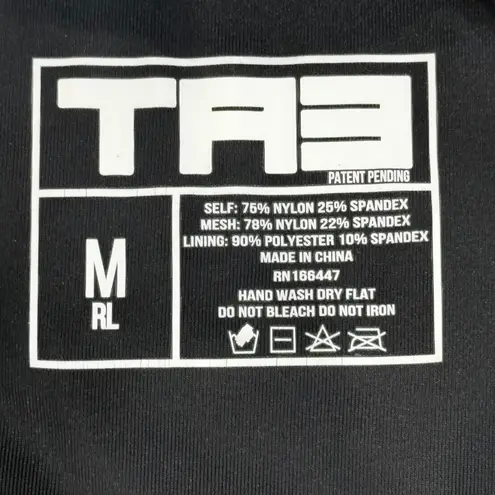 TA3
PATENT PENDING
M
RL
SELF: 75% NYLON 25% SPANDEX
MESH: 78% NYLON 22% SPANDEX
LINING: 90% POLYESTER 10% SPANDEX
MADE IN CHINA
RN166447
HAND WASH DRY FLAT
DO NOT BLEACH DO NOT IRON